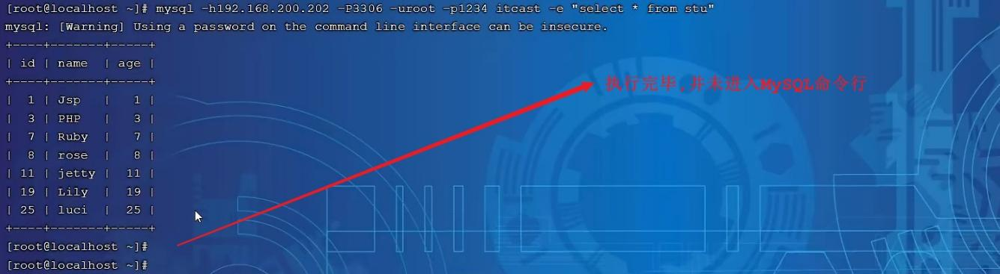 [root@localhost ~]# mysql -h192.168.200.202 -P3306 -uroot -p1234 itcast -e "select * from stu"
mysql: [Warning] Using a password on the command line interface can be insecure.
+----+-------+-----+
| id | name  | age |
+----+-------+-----+
|  1 | Jsp   |   1 |
执行完毕,并未进入MySQL命令行
|  3 | PHP   |   3 |
|  7 | Ruby  |   7 |
|  8 | rose  |   8 |
| 11 | jetty |  11 |
| 19 | Lily  |  19 |
| 25 | luci  |  25 |
+----+-------+-----+
[root@localhost ~]#
[root@localhost ~]#